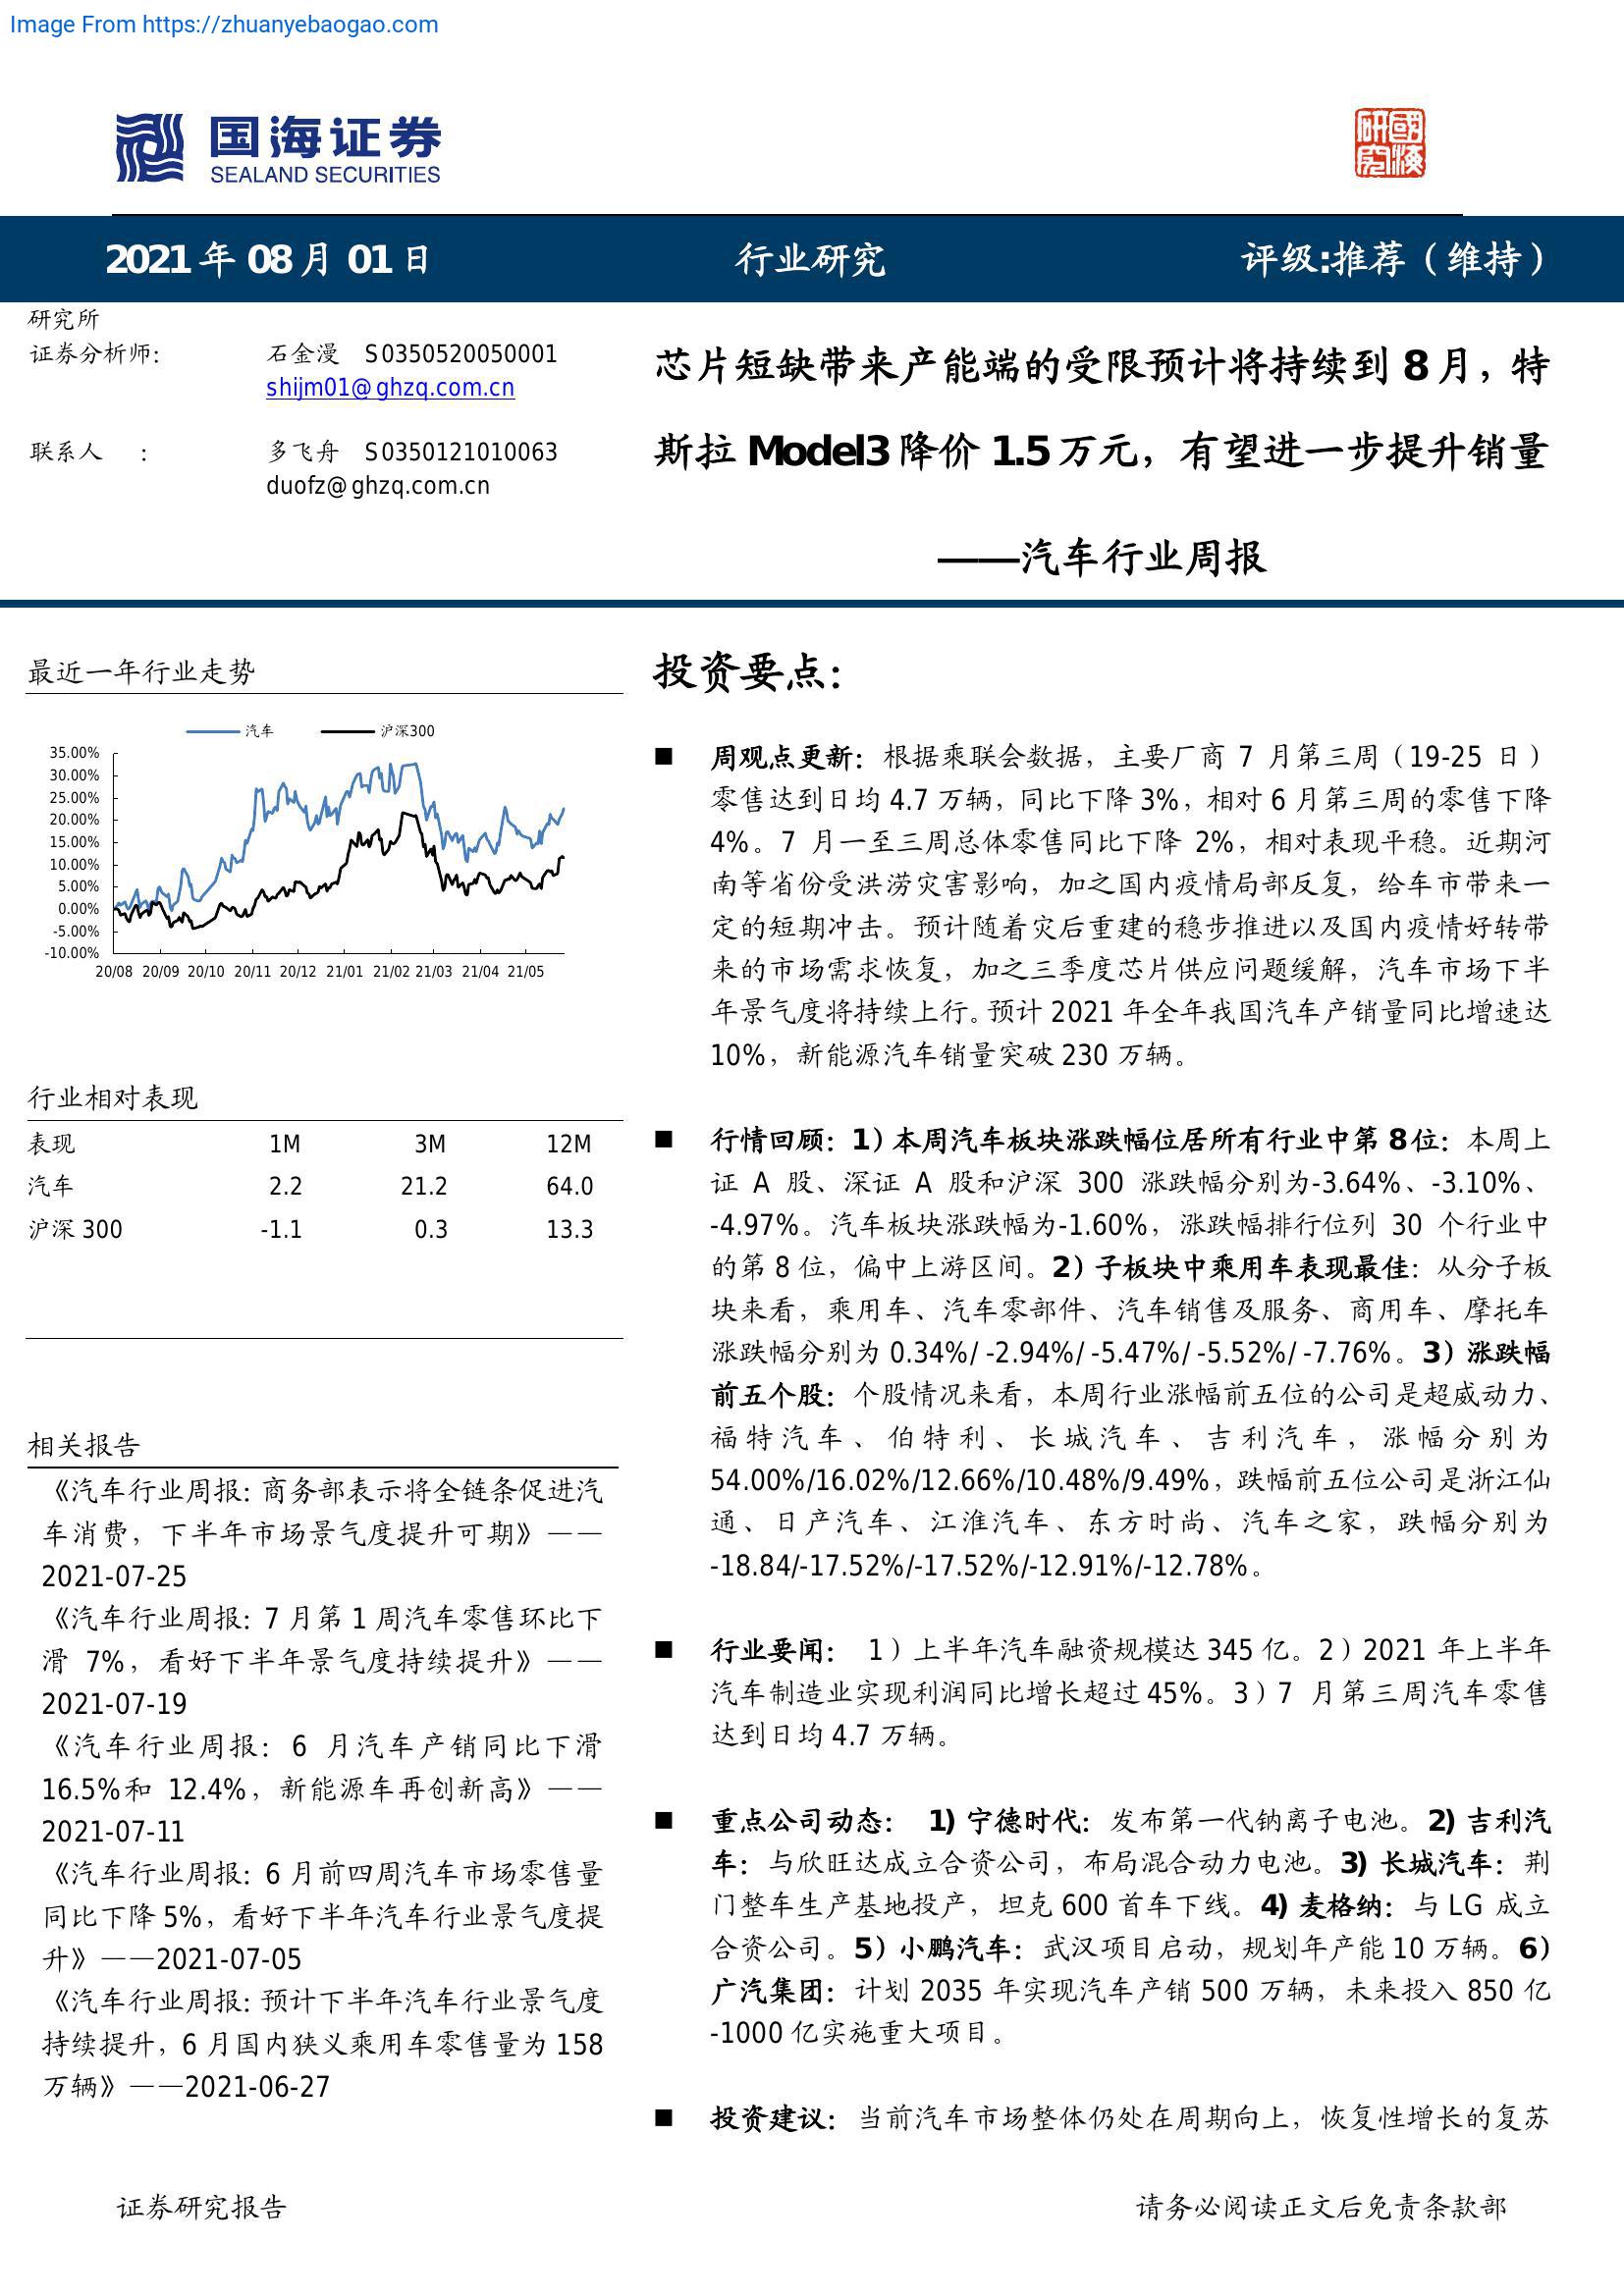 Image From https://zhuanyebaogao.com
国海证券
SEALAND SECURITIES
研國究海
2021 年 08 月 01 日
行业研究
评级:推荐（维持）
研究所
证券分析师：
石金漫 S0350520050001
shijm01@ghzq.com.cn
联系人 ：
多飞舟 S0350121010063
duofz@ghzq.com.cn
芯片短缺带来产能端的受限预计将持续到 8 月，特
斯拉 Model3 降价 1.5 万元，有望进一步提升销量
——汽车行业周报
最近一年行业走势
汽车 沪深300
35.00%
30.00%
25.00%
20.00%
15.00%
10.00%
5.00%
0.00%
-5.00%
-10.00%
20/08 20/09 20/10 20/11 20/12 21/01 21/02 21/03 21/04 21/05
行业相对表现
表现 1M 3M 12M
汽车 2.2 21.2 64.0
沪深 300 -1.1 0.3 13.3
相关报告
《汽车行业周报：商务部表示将全链条促进汽
车消费，下半年市场景气度提升可期》——
2021-07-25
《汽车行业周报：7 月第 1 周汽车零售环比下
滑 7%，看好下半年景气度持续提升》——
2021-07-19
《汽车行业周报：6 月汽车产销同比下滑
16.5%和 12.4%，新能源车再创新高》——
2021-07-11
《汽车行业周报：6 月前四周汽车市场零售量
同比下降 5%，看好下半年汽车行业景气度提
升》——2021-07-05
《汽车行业周报：预计下半年汽车行业景气度
持续提升，6 月国内狭义乘用车零售量为 158
万辆》——2021-06-27
投资要点：
■ 周观点更新：根据乘联会数据，主要厂商 7 月第三周（19-25 日）
零售达到日均 4.7 万辆，同比下降 3%，相对 6 月第三周的零售下降
4%。7 月一至三周总体零售同比下降 2%，相对表现平稳。近期河
南等省份受洪涝灾害影响，加之国内疫情局部反复，给车市带来一
定的短期冲击。预计随着灾后重建的稳步推进以及国内疫情好转带
来的市场需求恢复，加之三季度芯片供应问题缓解，汽车市场下半
年景气度将持续上行。预计 2021 年全年我国汽车产销量同比增速达
10%，新能源汽车销量突破 230 万辆。
■ 行情回顾：1）本周汽车板块涨跌幅位居所有行业中第 8 位：本周上
证 A 股、深证 A 股和沪深 300 涨跌幅分别为-3.64%、-3.10%、
-4.97%。汽车板块涨跌幅为-1.60%，涨跌幅排行位列 30 个行业中
的第 8 位，偏中上游区间。2）子板块中乘用车表现最佳：从分子板
块来看，乘用车、汽车零部件、汽车销售及服务、商用车、摩托车
涨跌幅分别为 0.34%/ -2.94%/ -5.47%/ -5.52%/ -7.76%。3）涨跌幅
前五个股：个股情况来看，本周行业涨幅前五位的公司是超威动力、
福特汽车、伯特利、长城汽车、吉利汽车，涨幅分别为
54.00%/16.02%/12.66%/10.48%/9.49%，跌幅前五位公司是浙江仙
通、日产汽车、江淮汽车、东方时尚、汽车之家，跌幅分别为
-18.84/-17.52%/-17.52%/-12.91%/-12.78%。
■ 行业要闻： 1）上半年汽车融资规模达 345 亿。2）2021 年上半年
汽车制造业实现利润同比增长超过 45%。3）7 月第三周汽车零售
达到日均 4.7 万辆。
■ 重点公司动态： 1) 宁德时代：发布第一代钠离子电池。2) 吉利汽
车：与欣旺达成立合资公司，布局混合动力电池。3) 长城汽车：荆
门整车生产基地投产，坦克 600 首车下线。4) 麦格纳：与 LG 成立
合资公司。5）小鹏汽车：武汉项目启动，规划年产能 10 万辆。6）
广汽集团：计划 2035 年实现汽车产销 500 万辆，未来投入 850 亿
-1000 亿实施重大项目。
■ 投资建议：当前汽车市场整体仍处在周期向上，恢复性增长的复苏
证券研究报告
请务必阅读正文后免责条款部